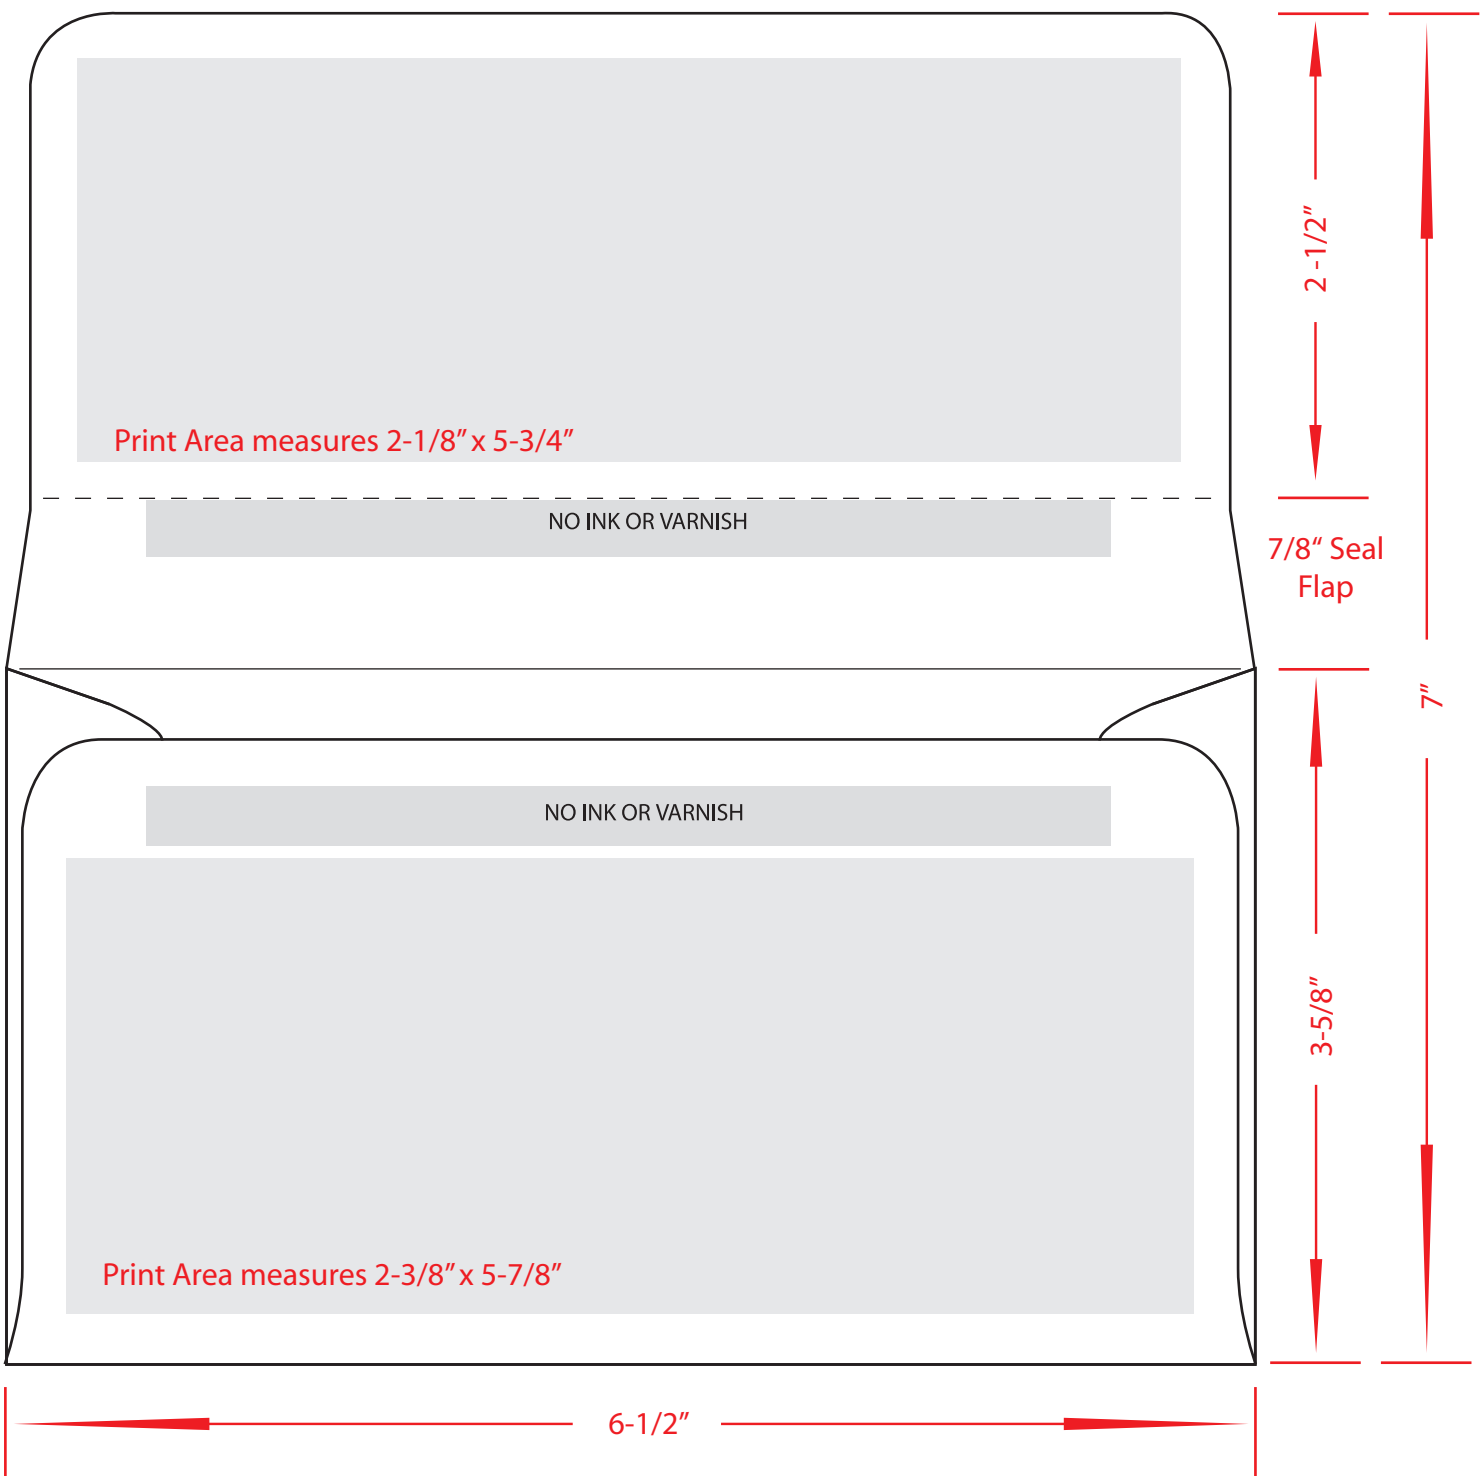 2 -1/2”
Print Area measures 2-1/8” x 5-3/4”
NO INK OR VARNISH
7/8“ Seal
Flap
7”
NO INK OR VARNISH
3-5/8”
Print Area measures 2-3/8” x 5-7/8”
6-1/2”